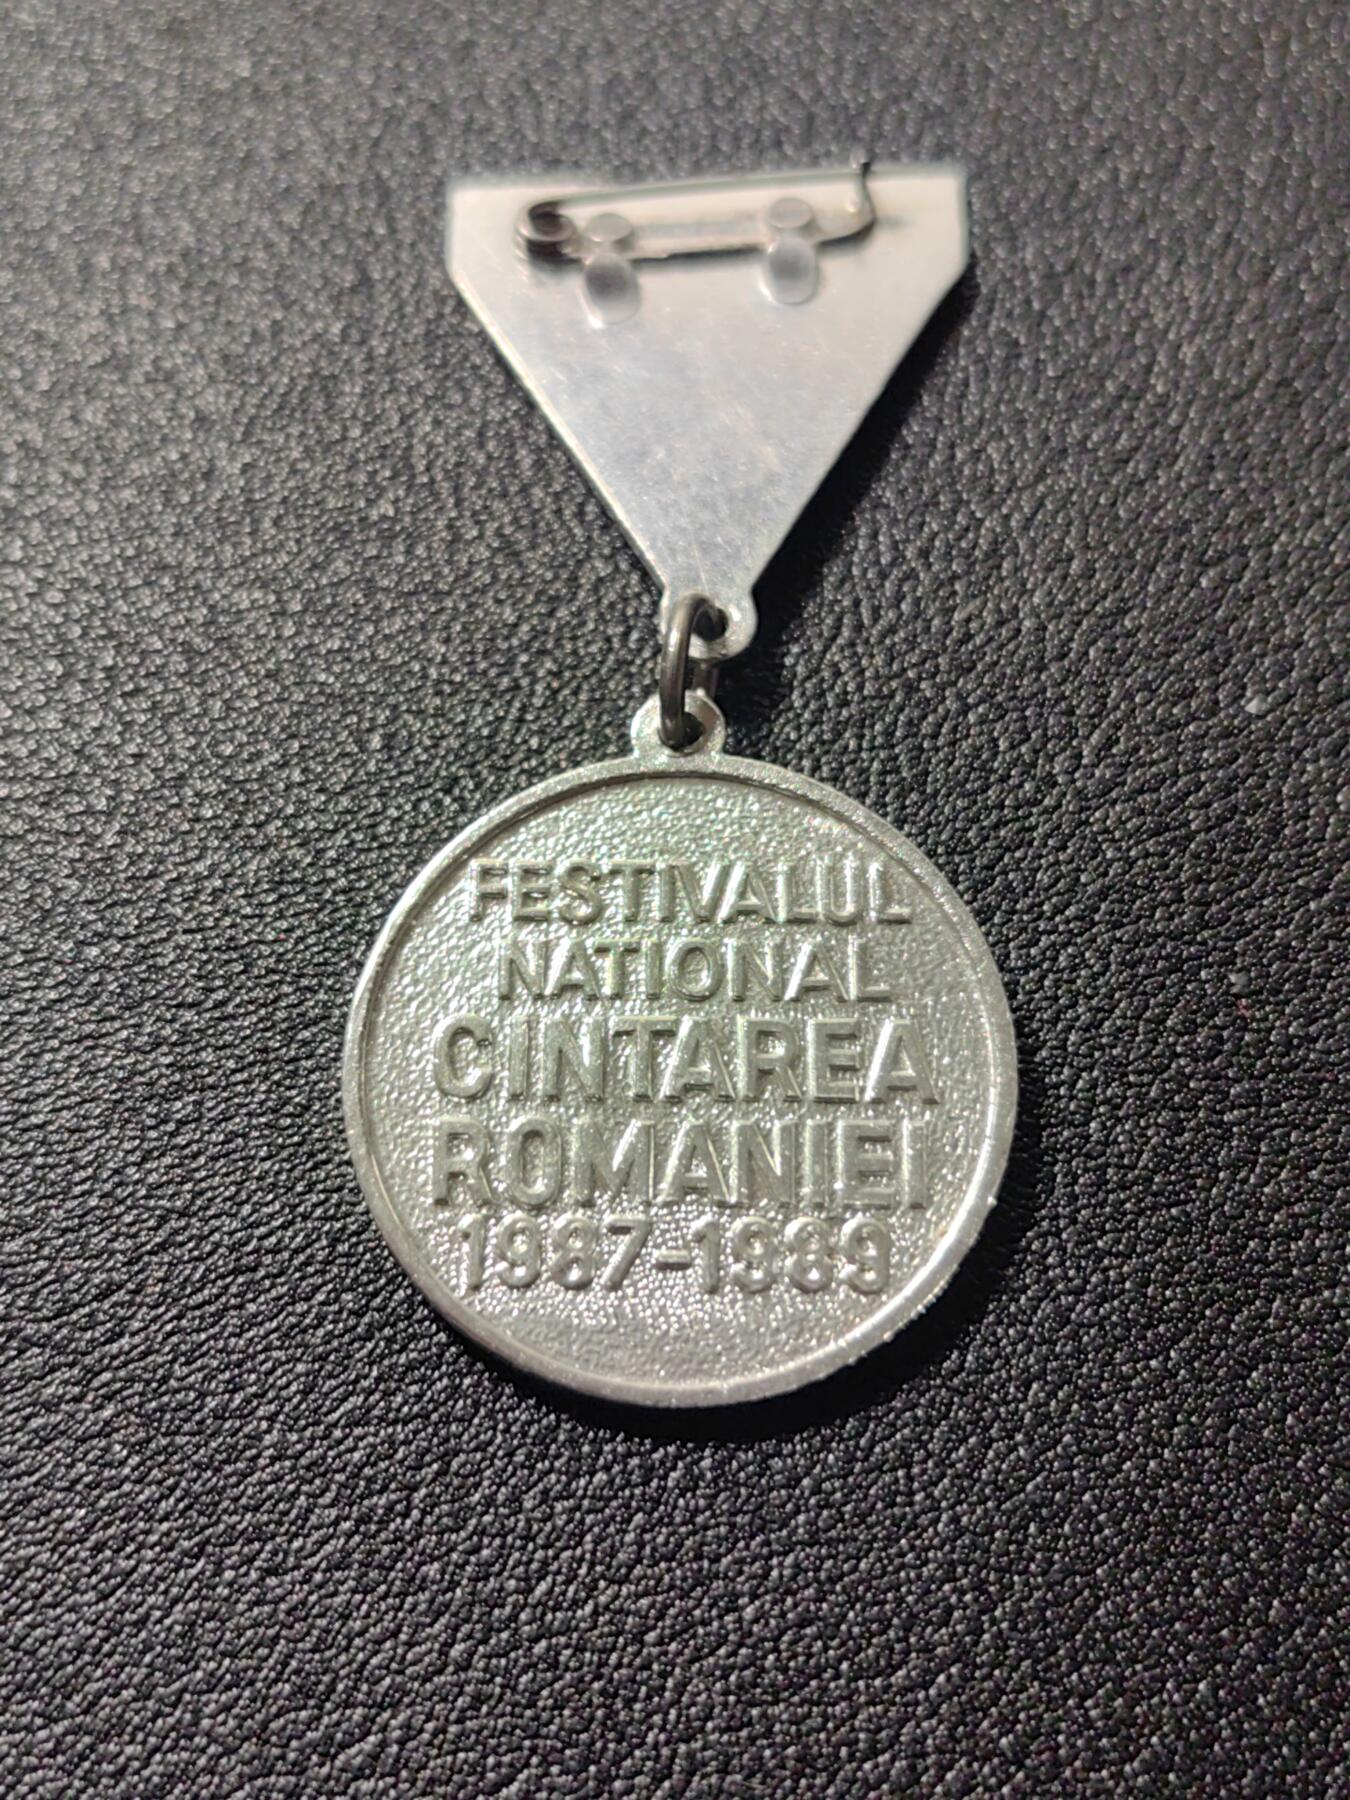 FESTIVALUL
NATIONAL
CINTAREA
ROMANIEI
1987-1989